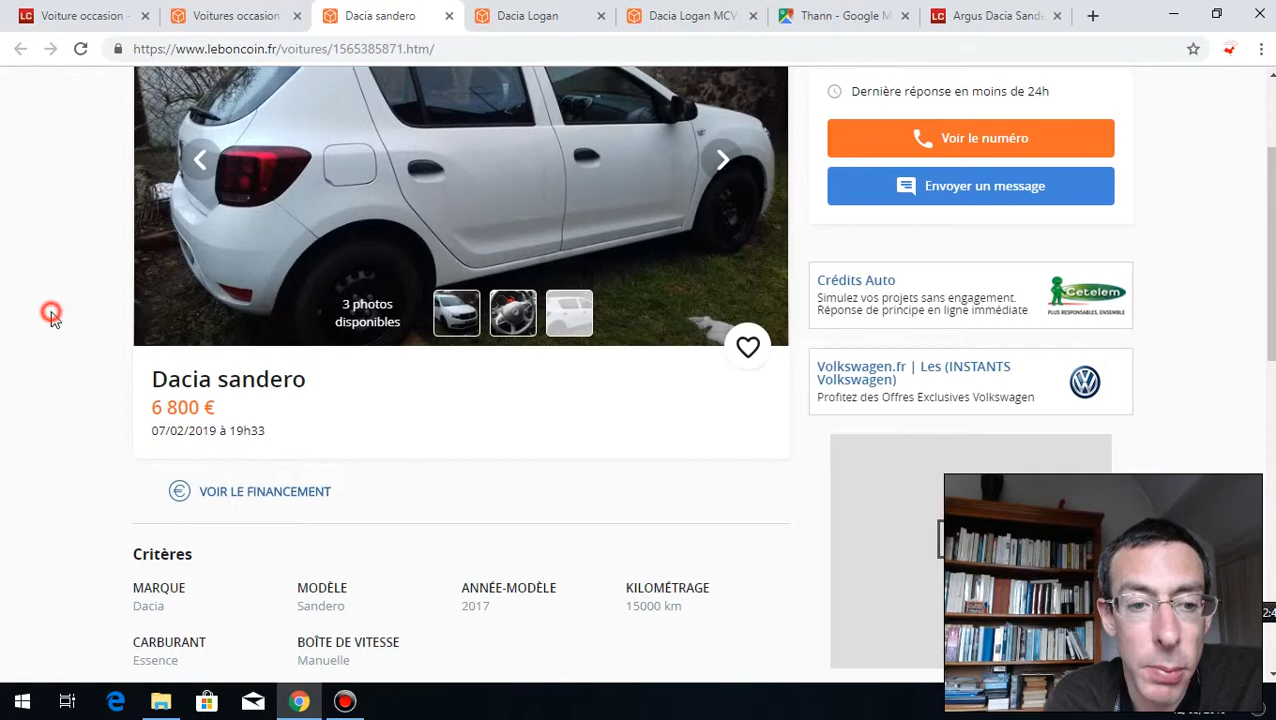 Voiture occasion -
Voitures occasion
Dacia sandero
Dacia Logan
Dacia Logan MCV
Thann - Google M
Argus Dacia Sande
https://www.leboncoin.fr/voitures/1565385871.htm/
Dernière réponse en moins de 24h
Voir le numéro
Envoyer un message
3 photos
disponibles
Crédits Auto
Simulez vos projets sans engagement.
Réponse de principe en ligne immédiate
Cetelem
PLUS RESPONSABLES, ENSEMBLE
Volkswagen.fr | Les (INSTANTS
Volkswagen)
Profitez des Offres Exclusives Volkswagen
Dacia sandero
6 800 €
07/02/2019 à 19h33
VOIR LE FINANCEMENT
Critères
MARQUE
Dacia
MODÈLE
Sandero
ANNÉE-MODÈLE
2017
KILOMÉTRAGE
15000 km
CARBURANT
Essence
BOÎTE DE VITESSE
Manuelle